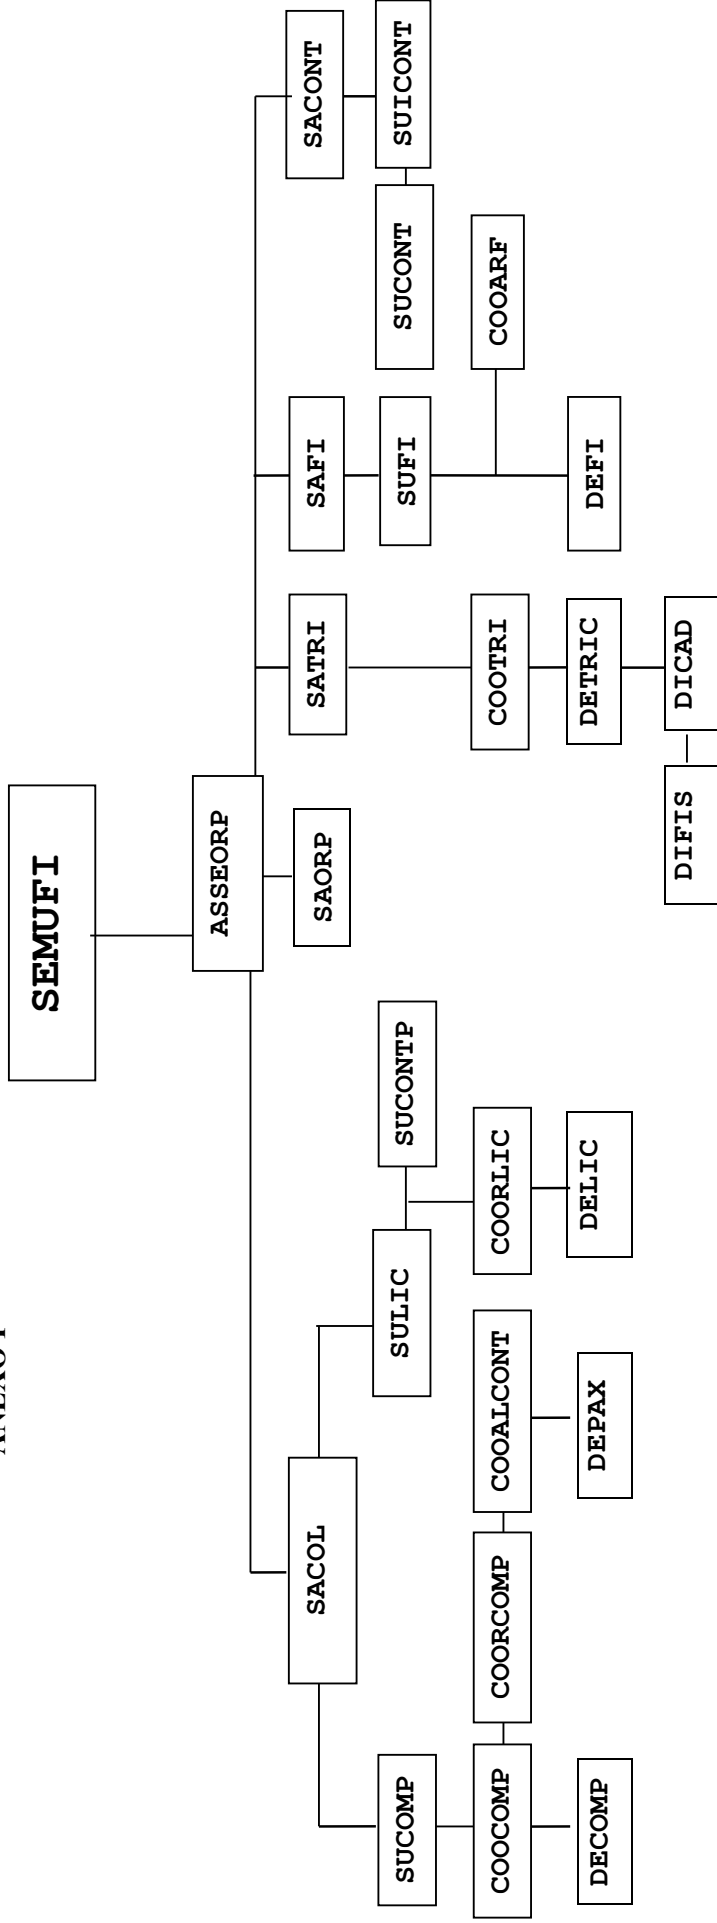 ANEXO I
SEMUFI
ASSEORP
SACOL
SAORP
SATRI
SAFI
SACONT
SUCOMP
SULIC
SUCONTP
SUFI
SUCONT
SUICONT
COOCOMP
COORCOMP
COOALCONT
COORLIC
COOTRI
COOARF
DECOMP
DEPAX
DELIC
DETRIC
DEFI
DIFIS
DICAD